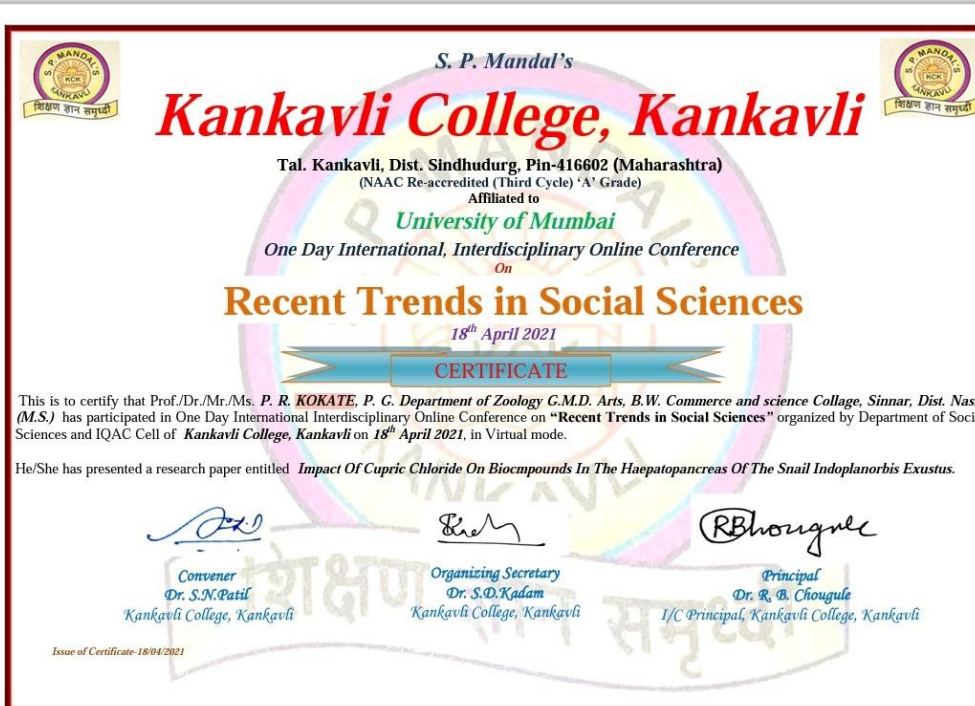 S. P. MANDAL'S
KCK
KANKAVLI
शिक्षण ज्ञान समृध्दी
S. P. MANDAL'S
KCK
KANKAVLI
शिक्षण ज्ञान समृध्दी
S. P. Mandal's
Kankavli College, Kankavli
Tal. Kankavli, Dist. Sindhudurg, Pin-416602 (Maharashtra)
(NAAC Re-accredited (Third Cycle) ‘A’ Grade)
Affiliated to
University of Mumbai
One Day International, Interdisciplinary Online Conference
On
Recent Trends in Social Sciences
18th April 2021
CERTIFICATE
This is to certify that Prof./Dr./Mr./Ms. P. R. KOKATE, P. G. Department of Zoology G.M.D. Arts, B.W. Commerce and science Collage, Sinnar, Dist. Nas
(M.S.) has participated in One Day International Interdisciplinary Online Conference on “Recent Trends in Social Sciences” organized by Department of Soci
Sciences and IQAC Cell of Kankavli College, Kankavli on 18th April 2021, in Virtual mode.
He/She has presented a research paper entitled Impact Of Cupric Chloride On Biocmpounds In The Haepatopancreas Of The Snail Indoplanorbis Exustus.
RBhougule
Convener
Dr. S.N.Patil
Kankavli College, Kankavli
Organizing Secretary
Dr. S.D.Kadam
Kankavli College, Kankavli
Principal
Dr. R. B. Chougule
I/C Principal, Kankavli College, Kankavli
Issue of Certificate-18/04/2021
S. P. MANDAL'S
KCK
KANKAVLI
शिक्षण ज्ञान समृध्दी